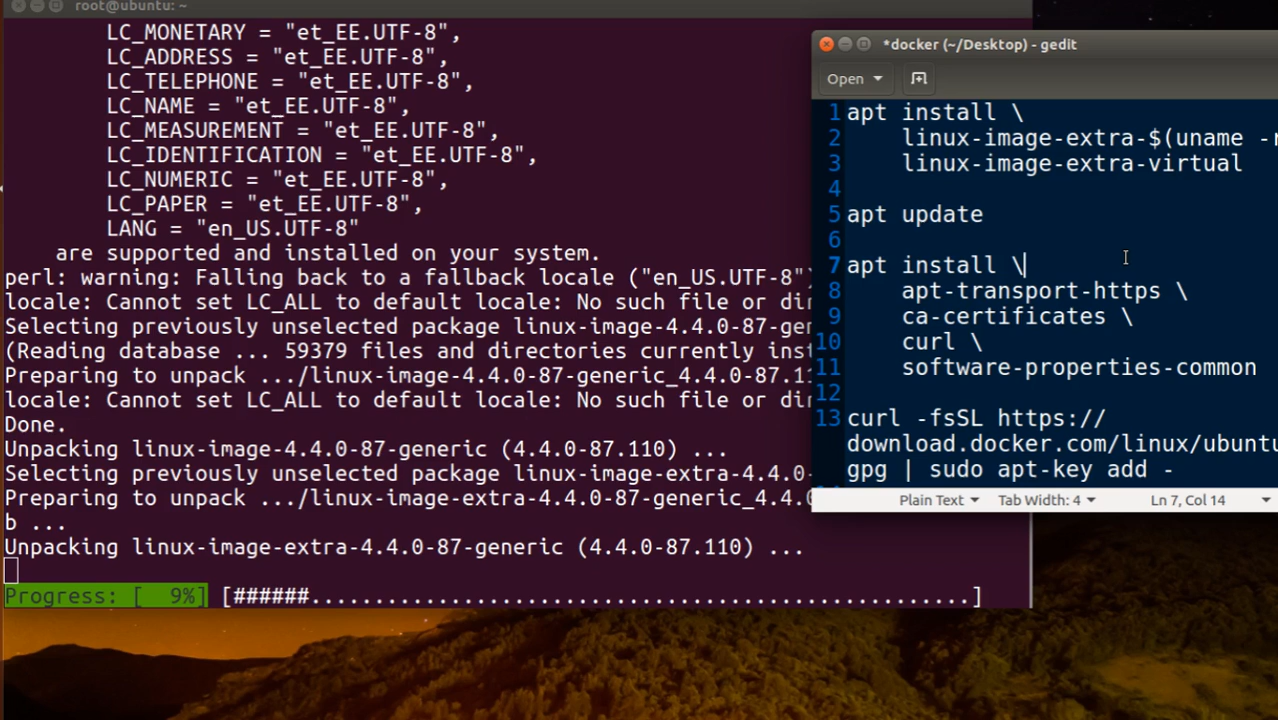 root@ubuntu: ~
LC_MONETARY = "et_EE.UTF-8",
LC_ADDRESS = "et_EE.UTF-8",
LC_TELEPHONE = "et_EE.UTF-8",
LC_NAME = "et_EE.UTF-8",
LC_MEASUREMENT = "et_EE.UTF-8",
LC_IDENTIFICATION = "et_EE.UTF-8",
LC_NUMERIC = "et_EE.UTF-8",
LC_PAPER = "et_EE.UTF-8",
LANG = "en_US.UTF-8"
are supported and installed on your system.
perl: warning: Falling back to a fallback locale ("en_US.UTF-8")
locale: Cannot set LC_ALL to default locale: No such file or dir
Selecting previously unselected package linux-image-4.4.0-87-gen
(Reading database ... 59379 files and directories currently inst
Preparing to unpack .../linux-image-4.4.0-87-generic_4.4.0-87.11
locale: Cannot set LC_ALL to default locale: No such file or dir
Done.
Unpacking linux-image-4.4.0-87-generic (4.4.0-87.110) ...
Selecting previously unselected package linux-image-extra-4.4.0-
Preparing to unpack .../linux-image-extra-4.4.0-87-generic_4.4.0
b ...
Unpacking linux-image-extra-4.4.0-87-generic (4.4.0-87.110) ...
Progress: [  9%] [######......................................................]
*docker (~/Desktop) - gedit
Open
1 apt install \
2 linux-image-extra-$(uname -r
3 linux-image-extra-virtual
4
5 apt update
6
7 apt install \
8 apt-transport-https \
9 ca-certificates \
10 curl \
11 software-properties-common
12
13 curl -fsSL https://
download.docker.com/linux/ubuntu
gpg | sudo apt-key add -
Plain Text Tab Width: 4 Ln 7, Col 14